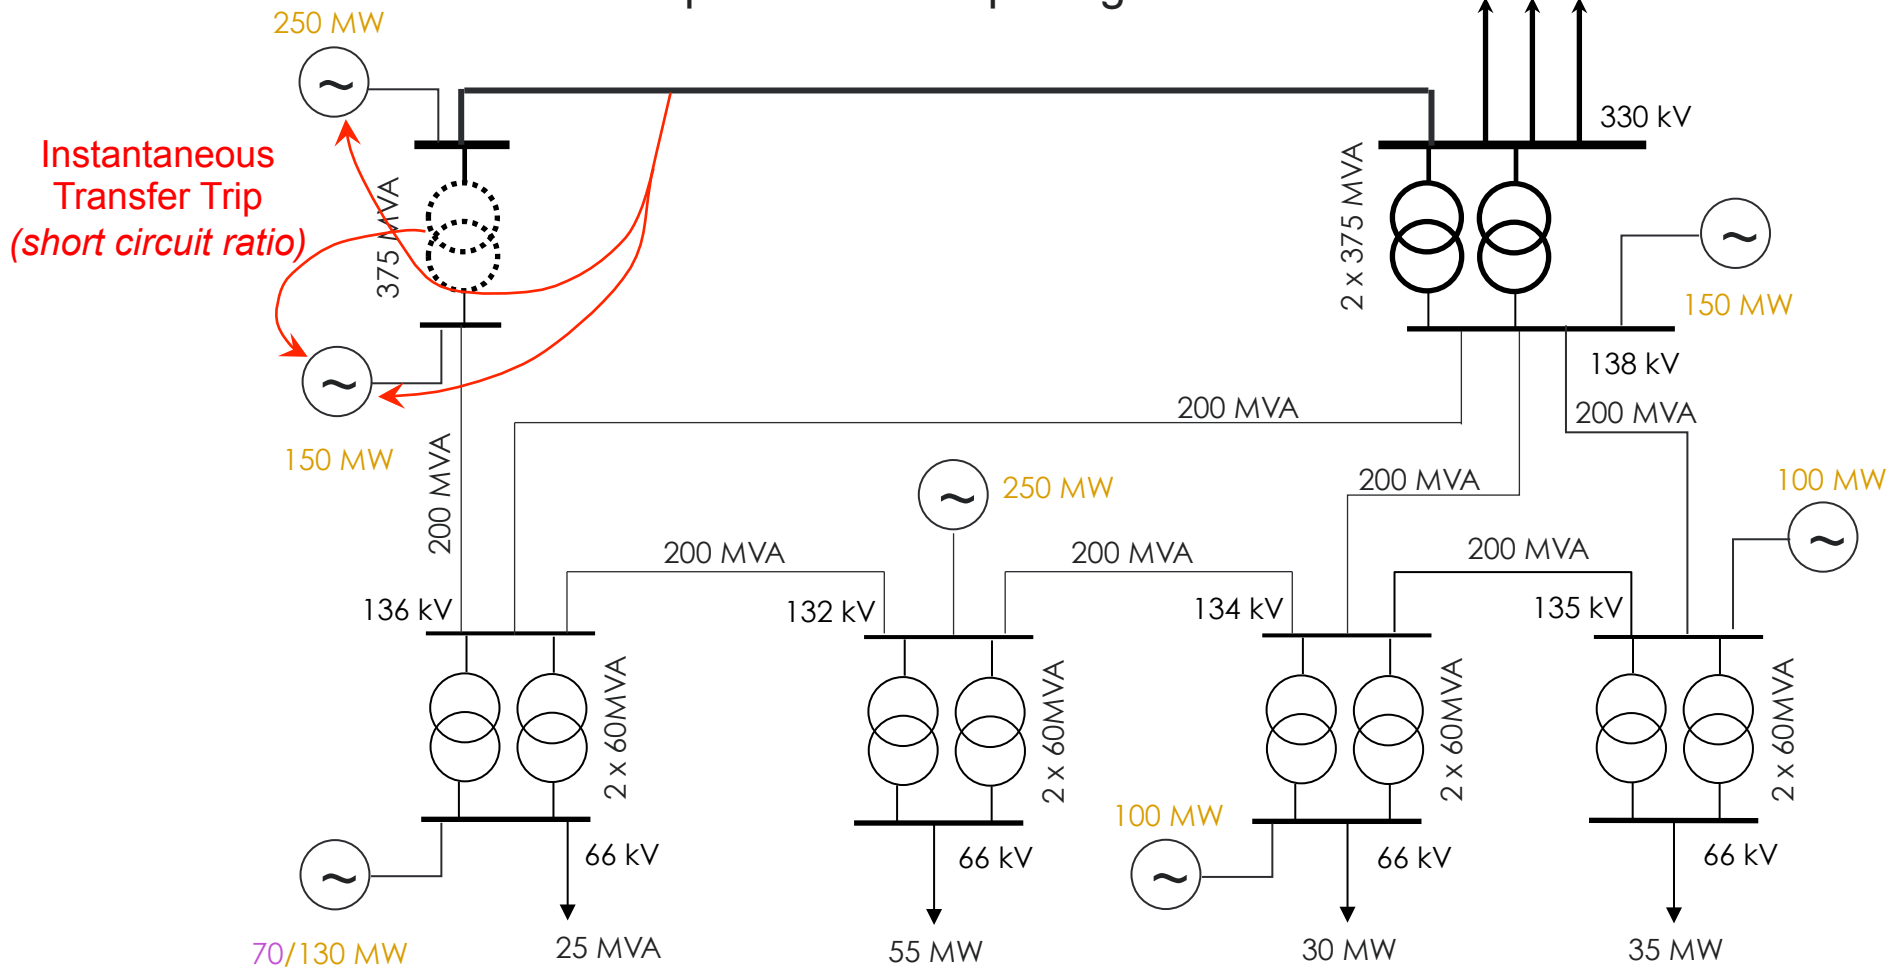 250 MW
330 kV
Instantaneous
Transfer Trip
(short circuit ratio)
375 MVA
2 x 375 MVA
150 MW
138 kV
200 MVA
200 MVA
150 MW
200 MVA
250 MW
200 MVA
100 MW
200 MVA
200 MVA
200 MVA
136 kV
132 kV
134 kV
135 kV
2 x 60MVA
2 x 60MVA
2 x 60MVA
2 x 60MVA
100 MW
66 kV
66 kV
66 kV
66 kV
70/130 MW
25 MVA
55 MW
30 MW
35 MW